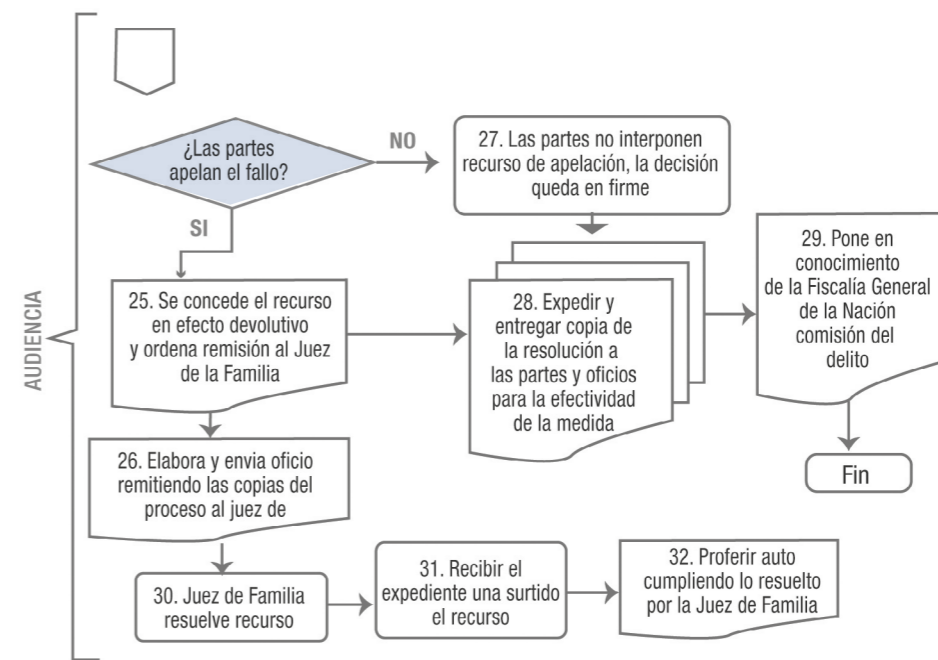 AUDIENCIA
¿Las partes
apelan el fallo?
NO
SI
27. Las partes no interponen
recurso de apelación, la decisión
queda en firme
25. Se concede el recurso
en efecto devolutivo
y ordena remisión al Juez
de la Familia
28. Expedir y
entregar copia de
la resolución a
las partes y oficios
para la efectividad
de la medida
29. Pone en
conocimiento
de la Fiscalía General
de la Nación
comisión del
delito
Fin
26. Elabora y envia oficio
remitiendo las copias del
proceso al juez de
30. Juez de Familia
resuelve recurso
31. Recibir el
expediente una surtido
el recurso
32. Proferir auto
cumpliendo lo resuelto
por la Juez de Familia